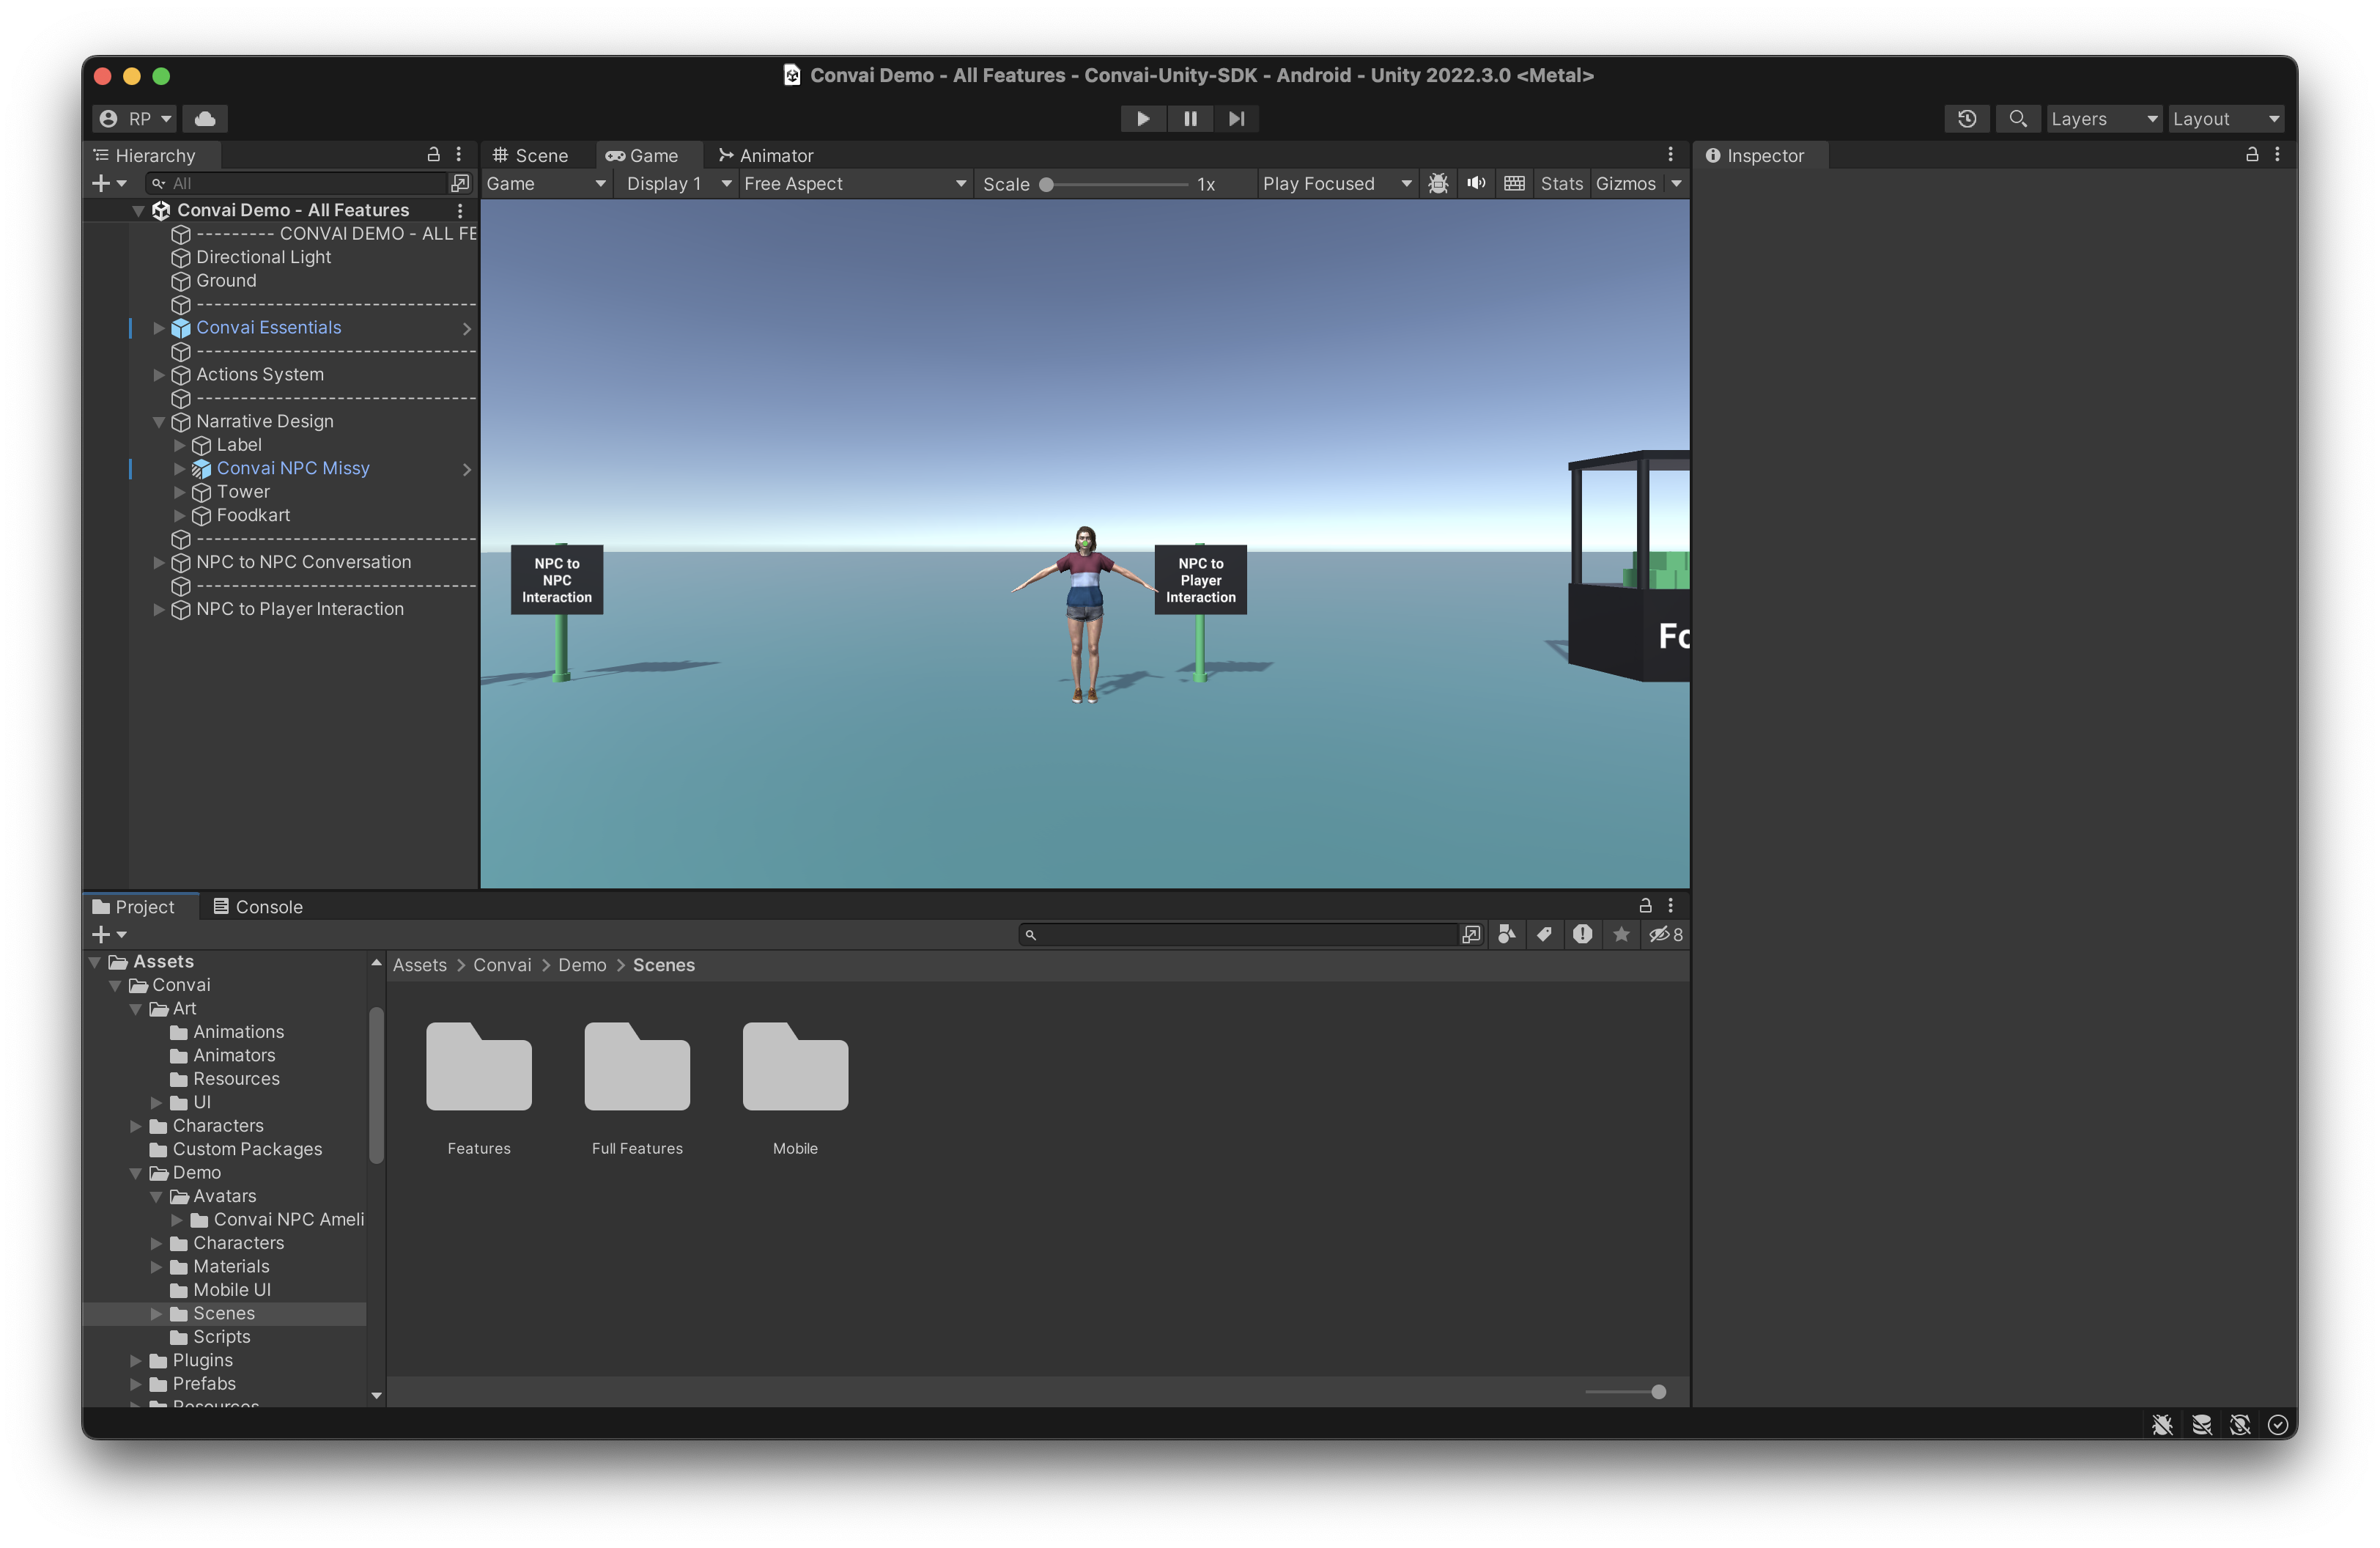 Convai Demo - All Features - Convai-Unity-SDK - Android - Unity 2022.3.0 <Metal>
RP
Layers
Layout
Hierarchy
Scene
Game
Animator
Inspector
All
Game
Display 1
Free Aspect
Scale
1x
Play Focused
Stats
Gizmos
Convai Demo - All Features
--------- CONVAI DEMO - ALL FE
Directional Light
Ground
Convai Essentials
Actions System
Narrative Design
Label
Convai NPC Missy
Tower
Foodkart
NPC to NPC Conversation
NPC to Player Interaction
NPC to
NPC
Interaction
NPC to
Player
Interaction
Fo
Project
Console
8
Assets
Convai
Art
Animations
Animators
Resources
UI
Characters
Custom Packages
Demo
Avatars
Convai NPC Ameli
Characters
Materials
Mobile UI
Scenes
Scripts
Plugins
Prefabs
Resources
Assets > Convai > Demo > Scenes
Features
Full Features
Mobile